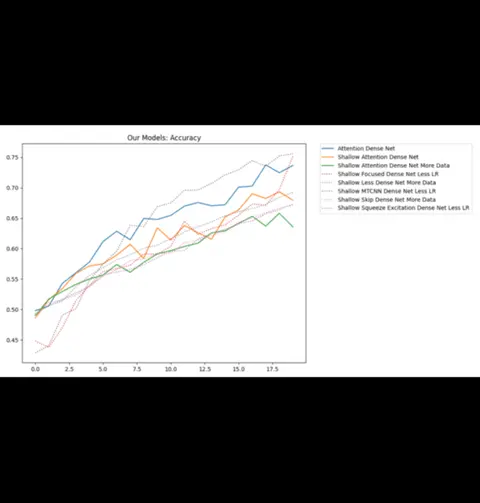 Our Models: Accuracy
Attention Dense Net
Shallow Attention Dense Net
Shallow Attention Dense Net More Data
Shallow Focused Dense Net Less LR
Shallow Less Dense Net More Data
Shallow MTCNN Dense Net Less LR
Shallow Skip Dense Net More Data
Shallow Squeeze Excitation Dense Net Less LR
0.75
0.70
0.65
0.60
0.55
0.50
0.45
0.0 2.5 5.0 7.5 10.0 12.5 15.0 17.5